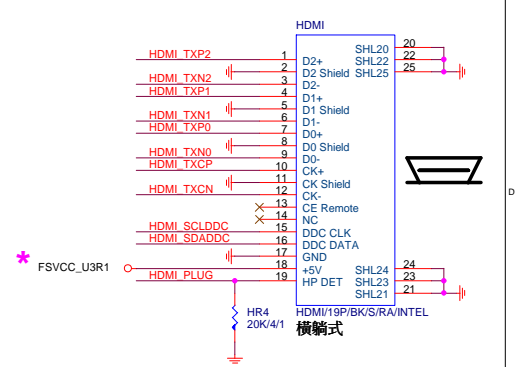 HDMI
HDMI_TXP2 1 D2+ SHL20 20
2 D2 Shield SHL22 22
HDMI_TXN2 3 D2- SHL25 25
HDMI_TXP1 4 D1+
5 D1 Shield
HDMI_TXN1 6 D1-
HDMI_TXP0 7 D0+
8 D0 Shield
HDMI_TXN0 9 D0-
HDMI_TXCP 10 CK+
11 CK Shield
HDMI_TXCN 12 CK-
13 CE Remote
14 NC
HDMI_SCLDDC 15 DDC CLK
HDMI_SDADDC 16 DDC DATA
17 GND
* FSVCC_U3R1 18 +5V SHL24 24
HDMI_PLUG 19 HP DET SHL23 23
SHL21 21
HR4
20K/4/1
HDMI/19P/BK/S/RA/INTEL
橫躺式
D